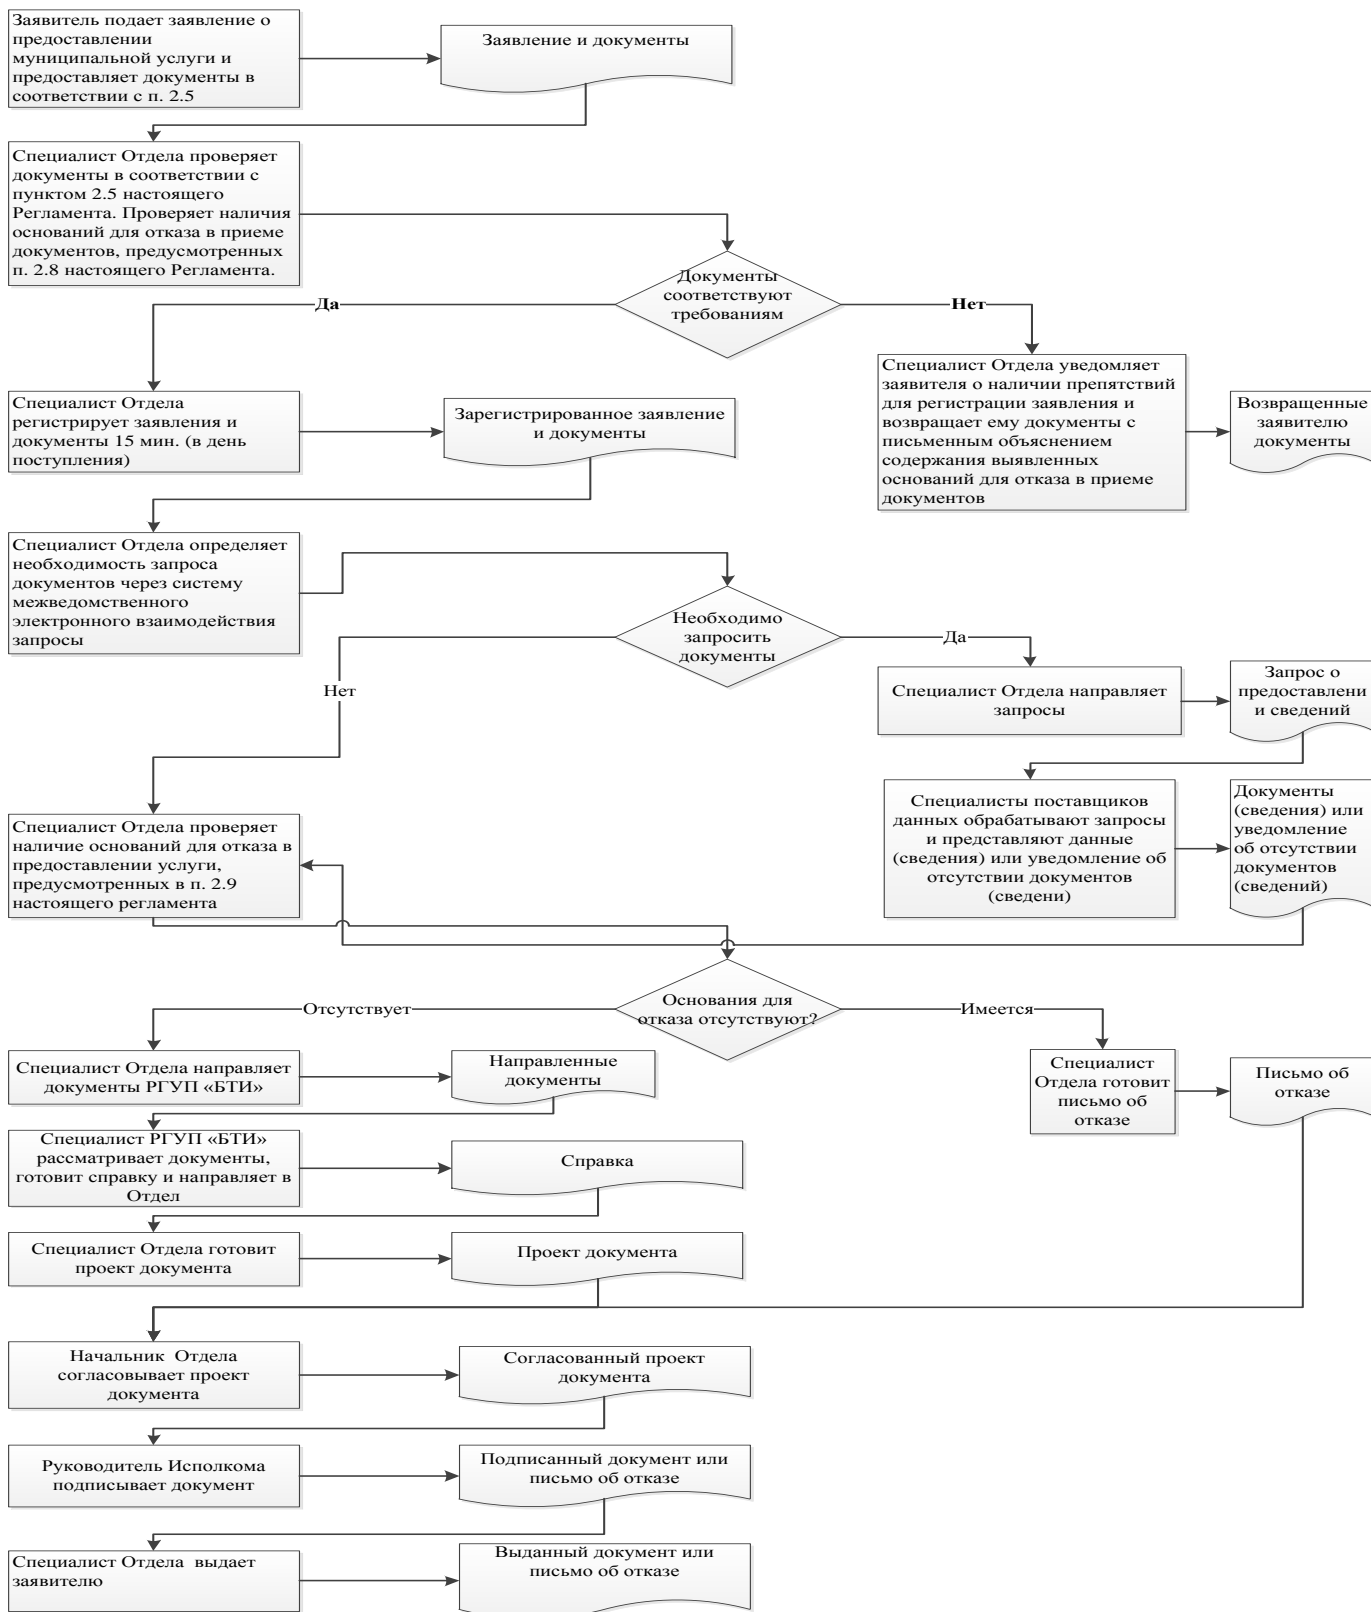 Заявитель подает заявление о
предоставлении
муниципальной услуги и
предоставляет документы в
соответствии с п. 2.5
Заявление и документы
Специалист Отдела проверяет
документы в соответствии с
пунктом 2.5 настоящего
Регламента. Проверяет наличия
оснований для отказа в приеме
документов, предусмотренных
п. 2.8 настоящего Регламента.
Документы
соответствуют
требованиям
Да
Нет
Специалист Отдела
регистрирует заявления и
документы 15 мин. (в день
поступления)
Зарегистрированное заявление
и документы
Специалист Отдела уведомляет
заявителя о наличии препятствий
для регистрации заявления и
возвращает ему документы с
письменным объяснением
содержания выявленных
оснований для отказа в приеме
документов
Возвращенные
заявителю
документы
Специалист Отдела определяет
необходимость запроса
документов через систему
межведомственного
электронного взаимодействия
запросы
Необходимо
запросить
документы
Да
Нет
Специалист Отдела направляет
запросы
Запрос о
предоставлени
и сведений
Специалисты поставщиков
данных обрабатывают запросы
и представляют данные
(сведения) или уведомление об
отсутствии документов
(сведени)
Документы
(сведения) или
уведомление
об отсутствии
документов
(сведений)
Специалист Отдела проверяет
наличие оснований для отказа в
предоставлении услуги,
предусмотренных в п. 2.9
настоящего регламента
Основания для
отказа отсутствуют?
Отсутствует
Имеется
Специалист Отдела направляет
документы РГУП «БТИ»
Направленные
документы
Специалист
Отдела готовит
письмо об
отказе
Письмо об
отказе
Специалист РГУП «БТИ»
рассматривает документы,
готовит справку и направляет в
Отдел
Справка
Специалист Отдела готовит
проект документа
Проект документа
Начальник Отдела
согласовывает проект
документа
Согласованный проект
документа
Руководитель Исполкома
подписывает документ
Подписанный документ или
письмо об отказе
Специалист Отдела выдает
заявителю
Выданный документ или
письмо об отказе